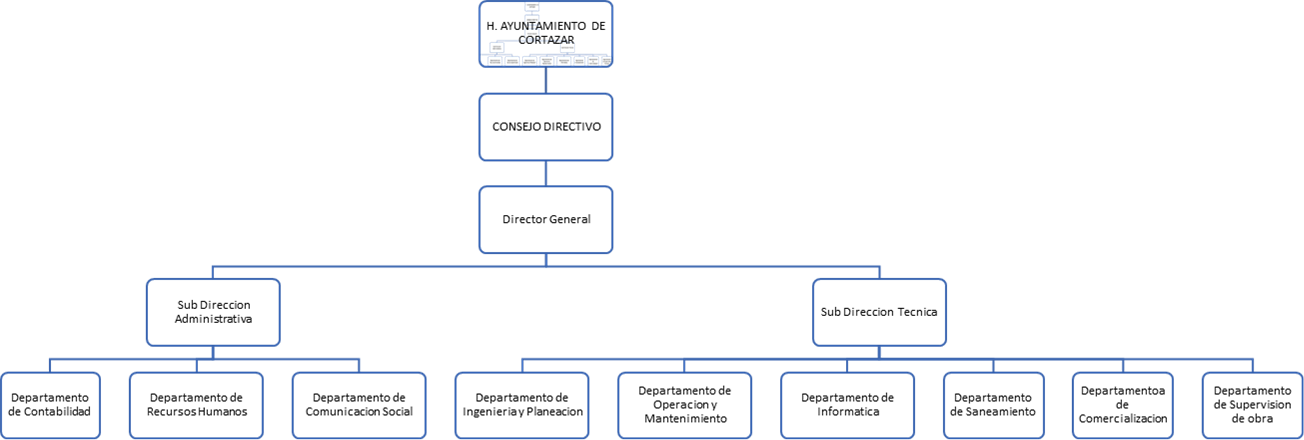 H. AYUNTAMIENTO DE
CORTAZAR
CONSEJO DIRECTIVO
Director General
Sub Direccion
Administrativa
Sub Direccion Tecnica
Departamento
de Contabilidad
Departamento de
Recursos Humanos
Departamento de
Comunicacion Social
Departamento de
Ingenieria y Planeacion
Departamento de
Operacion y
Mantenimiento
Departamento de
Informatica
Departamento
de Saneamiento
Departamentoa
de
Comercializacion
Departamento
de Supervision
de obra